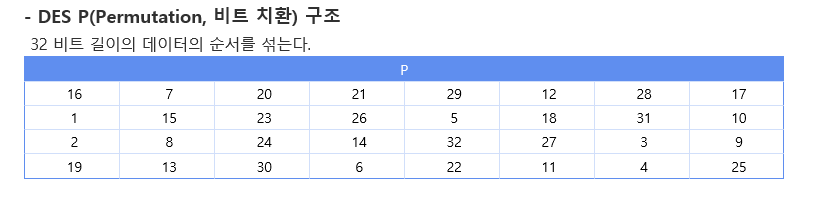 - DES P(Permutation, 비트 치환) 구조
32 비트 길이의 데이터의 순서를 섞는다.
P
16 7 20 21 29 12 28 17
1 15 23 26 5 18 31 10
2 8 24 14 32 27 3 9
19 13 30 6 22 11 4 25